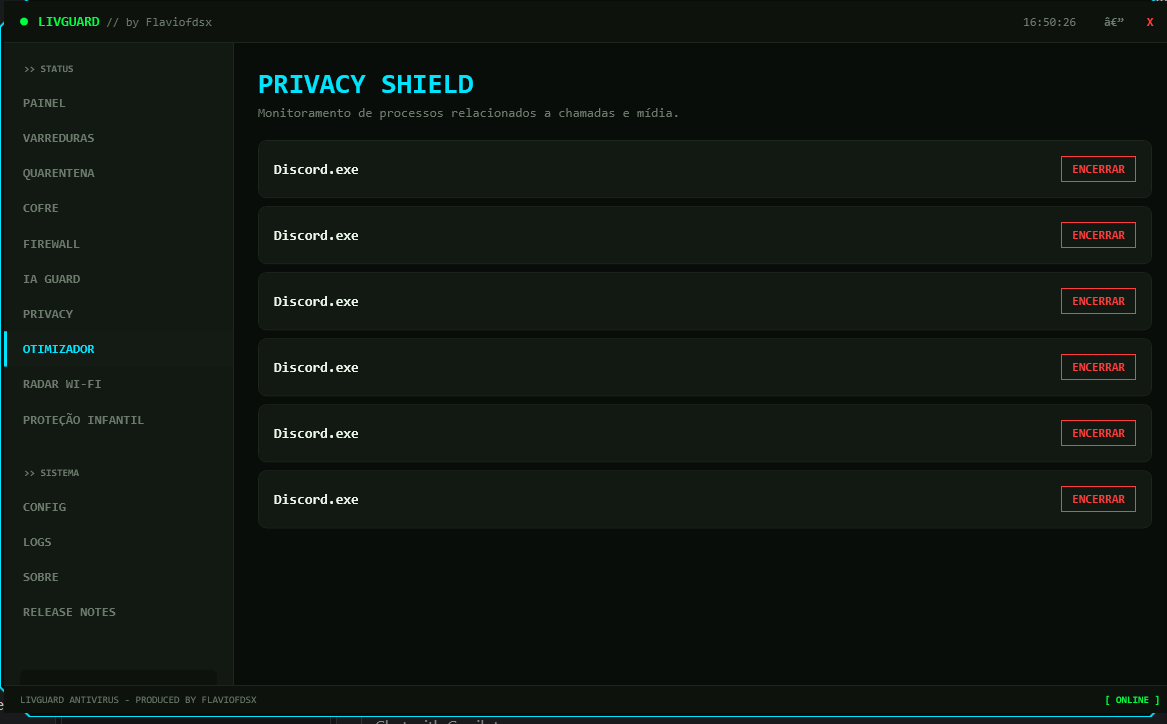 LIVGUARD // by Flaviofdsx
16:50:26 â€” X
>> STATUS
PAINEL
VARREDURAS
QUARENTENA
COFRE
FIREWALL
IA GUARD
PRIVACY
OTIMIZADOR
RADAR WI-FI
PROTEÇÃO INFANTIL
>> SISTEMA
CONFIG
LOGS
SOBRE
RELEASE NOTES
PRIVACY SHIELD
Monitoramento de processos relacionados a chamadas e mídia.
Discord.exe ENCERRAR
Discord.exe ENCERRAR
Discord.exe ENCERRAR
Discord.exe ENCERRAR
Discord.exe ENCERRAR
Discord.exe ENCERRAR
LIVGUARD ANTIVIRUS - PRODUCED BY FLAVIOFDSX
[ ONLINE ]